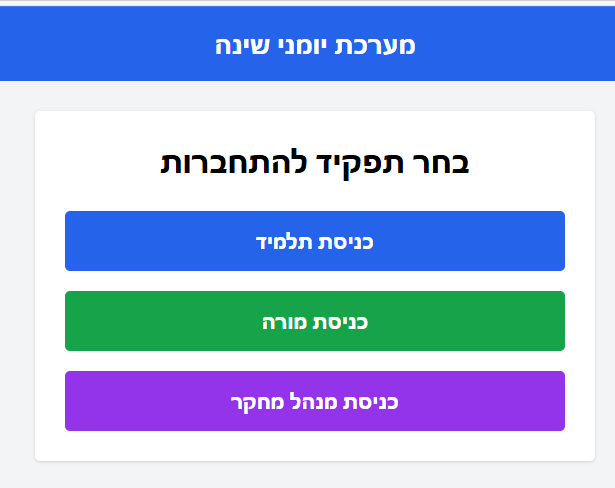 מערכת יומני שינה
בחר תפקיד להתחברות
כניסת תלמיד
כניסת מורה
כניסת מנהל מחקר